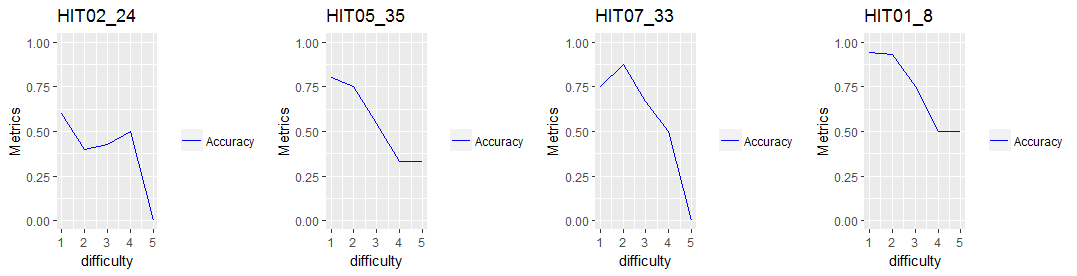 HIT02_24
1.00
0.75
0.50
0.25
0.00
Metrics
1 2 3 4 5
difficulty
Accuracy
HIT05_35
1.00
0.75
0.50
0.25
0.00
Metrics
1 2 3 4 5
difficulty
Accuracy
HIT07_33
1.00
0.75
0.50
0.25
0.00
Metrics
1 2 3 4 5
difficulty
Accuracy
HIT01_8
1.00
0.75
0.50
0.25
0.00
Metrics
1 2 3 4 5
difficulty
Accuracy